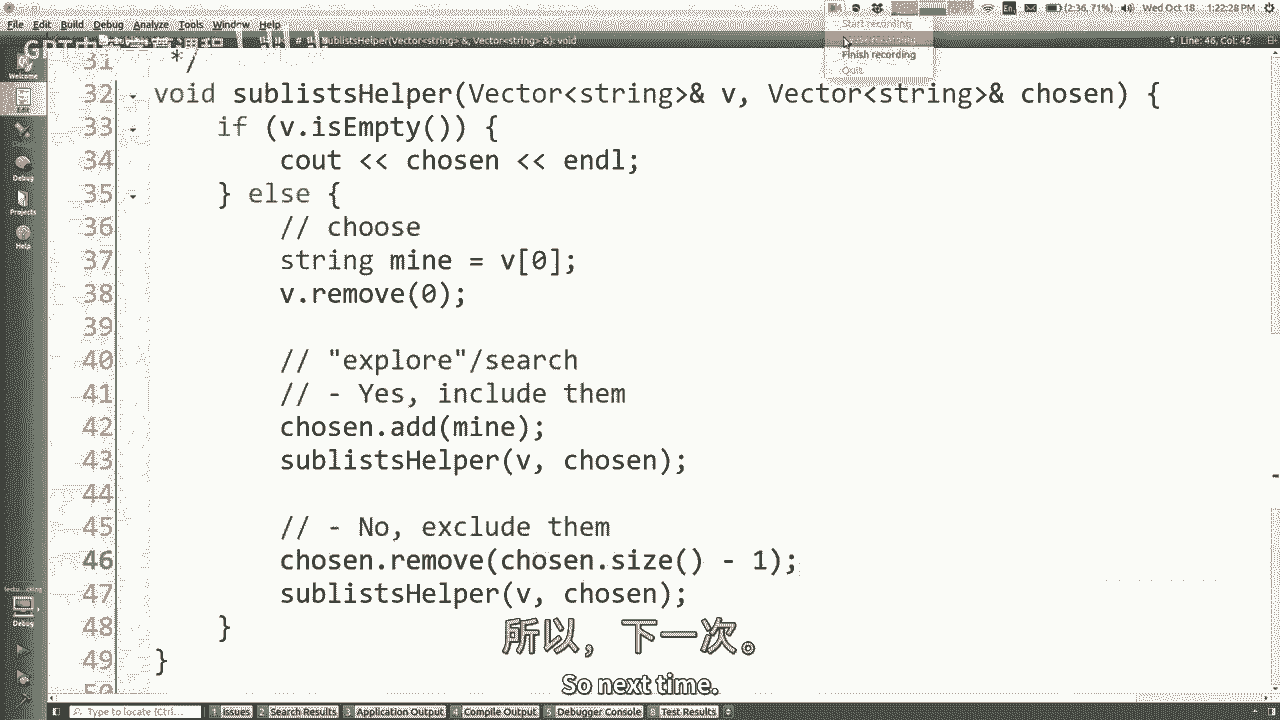 File Edit Build Debug Analyze Tools Window Help
En
(2:36, 71%)
Wed Oct 18 1:22:28 PM
Start recording
Finish recording
Quit
SublistsHelper(Vector<string> &, Vector<string> &): void
Line: 46, Col: 42
Welcome
Debug
Projects
Help
31 */
32 void sublistsHelper(Vector<string>& v, Vector<string>& chosen) {
33 if (v.isEmpty()) {
34 cout << chosen << endl;
35 } else {
36 // choose
37 string mine = v[0];
38 v.remove(0);
39
40 // "explore"/search
41 // - Yes, include them
42 chosen.add(mine);
43 sublistsHelper(v, chosen);
44
45 // - No, exclude them
46 chosen.remove(chosen.size() - 1);
47 sublistsHelper(v, chosen);
48 }
49 }
50
Debug
所以，下一次。
So next time.
Type to locate (Ctrl...
1 Issues 2 Search Results 3 Application Output 4 Compile Output 5 Debugger Console 8 Test Results